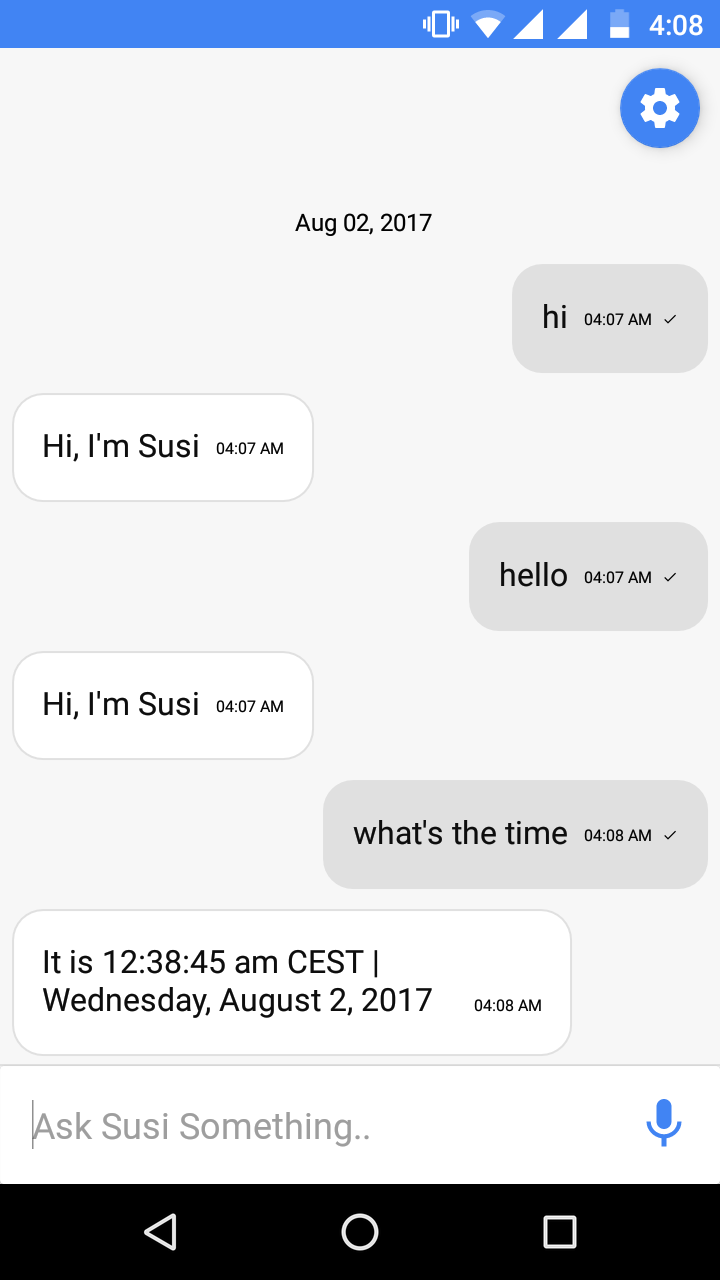 4:08
Aug 02, 2017
hi 04:07 AM ✓
Hi, I'm Susi 04:07 AM
hello 04:07 AM ✓
Hi, I'm Susi 04:07 AM
what's the time 04:08 AM ✓
It is 12:38:45 am CEST |
Wednesday, August 2, 2017 04:08 AM
Ask Susi Something..